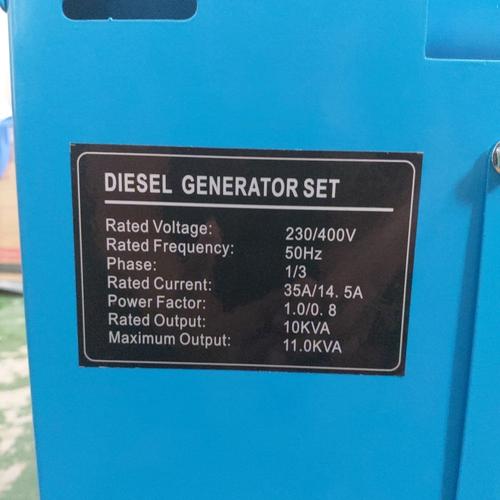 DIESEL GENERATOR SET
Rated Voltage: 230/400V
Rated Frequency: 50Hz
Phase: 1/3
Rated Current: 35A/14. 5A
Power Factor: 1.0/0. 8
Rated Output: 10KVA
Maximum Output: 11.0KVA